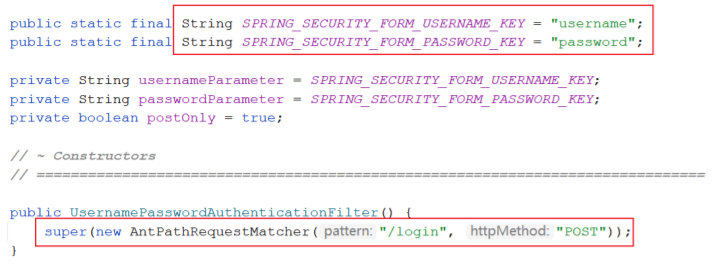 public static final String SPRING_SECURITY_FORM_USERNAME_KEY = "username";
public static final String SPRING_SECURITY_FORM_PASSWORD_KEY = "password";
private String usernameParameter = SPRING_SECURITY_FORM_USERNAME_KEY;
private String passwordParameter = SPRING_SECURITY_FORM_PASSWORD_KEY;
private boolean postOnly = true;
// ~ Constructors
// ==============================================================================
public UsernamePasswordAuthenticationFilter() {
super(new AntPathRequestMatcher( pattern: "/login", httpMethod: "POST"));
}